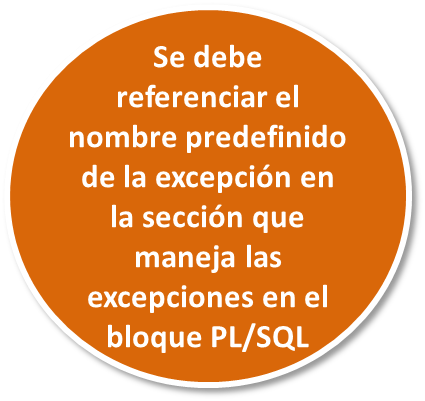 Se debe
referenciar el
nombre predefinido
de la excepción en
la sección que
maneja las
excepciones en el
bloque PL/SQL